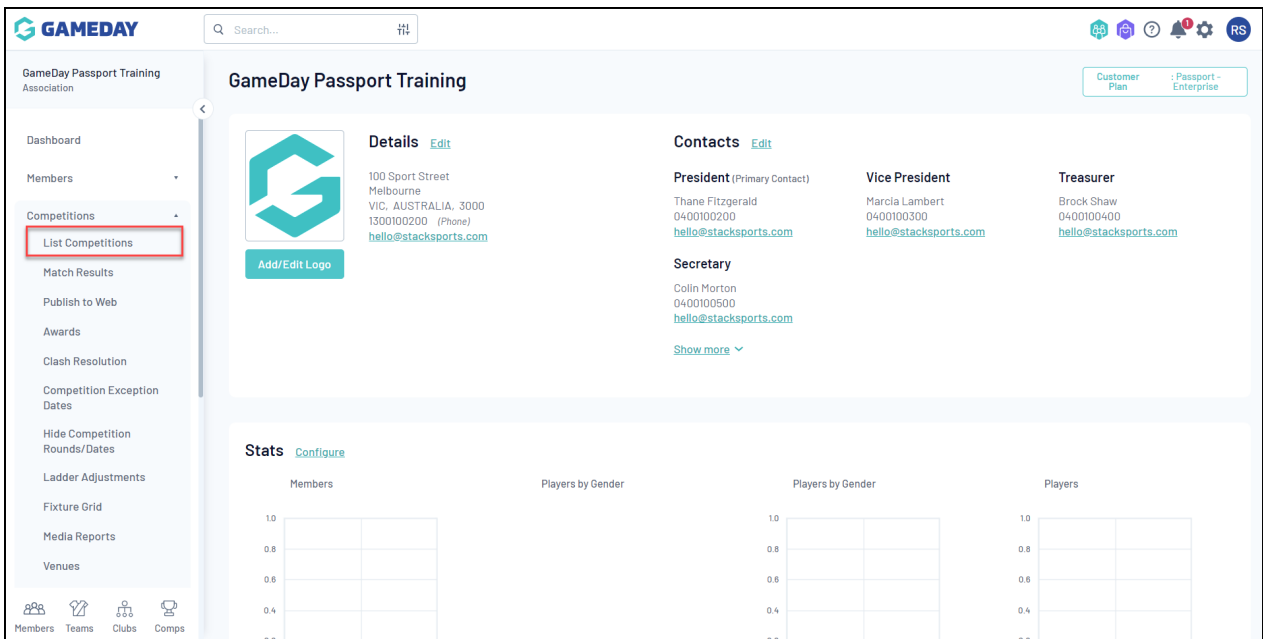 GAMEDAY
Search...
1
RS
GameDay Passport Training
Association
Dashboard
Members
Competitions
List Competitions
Match Results
Publish to Web
Awards
Clash Resolution
Competition Exception
Dates
Hide Competition
Rounds/Dates
Ladder Adjustments
Fixture Grid
Media Reports
Venues
Members Teams Clubs Comps
GameDay Passport Training
Customer Plan : Passport - Enterprise
Add/Edit Logo
Details Edit
100 Sport Street
Melbourne
VIC, AUSTRALIA, 3000
1300100200 (Phone)
hello@stacksports.com
Contacts Edit
President (Primary Contact)
Thane Fitzgerald
0400100200
hello@stacksports.com
Vice President
Marcia Lambert
0400100300
hello@stacksports.com
Treasurer
Brock Shaw
0400100400
hello@stacksports.com
Secretary
Colin Morton
0400100500
hello@stacksports.com
Show more
Stats Configure
Members
1.0
0.8
0.6
0.4
Players by Gender
Players by Gender
1.0
0.8
0.6
0.4
Players
1.0
0.8
0.6
0.4